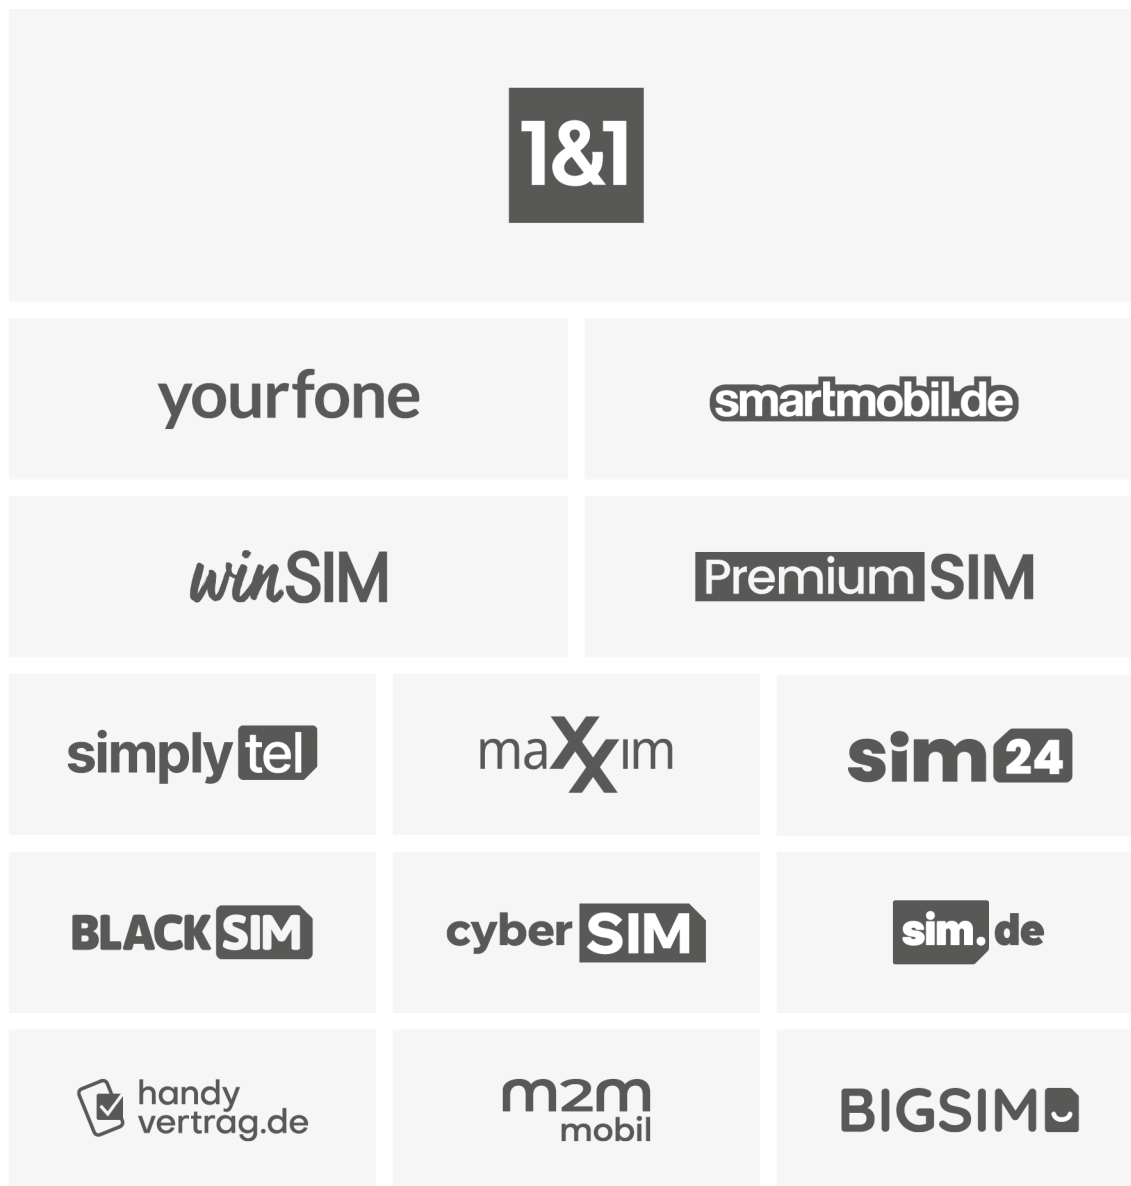 1&1
yourfone
smartmobil.de
winSIM
Premium SIM
simply tel
maXXim
sim 24
BLACK SIM
cyber SIM
sim.de
handy
vertrag.de
m2m
mobil
BIGSIM